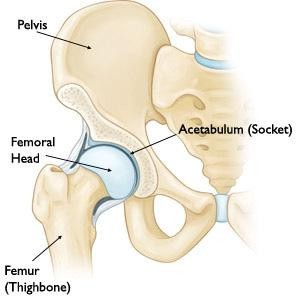 Pelvis
Acetabulum (Socket)
Femoral
Head
Femur
(Thighbone)